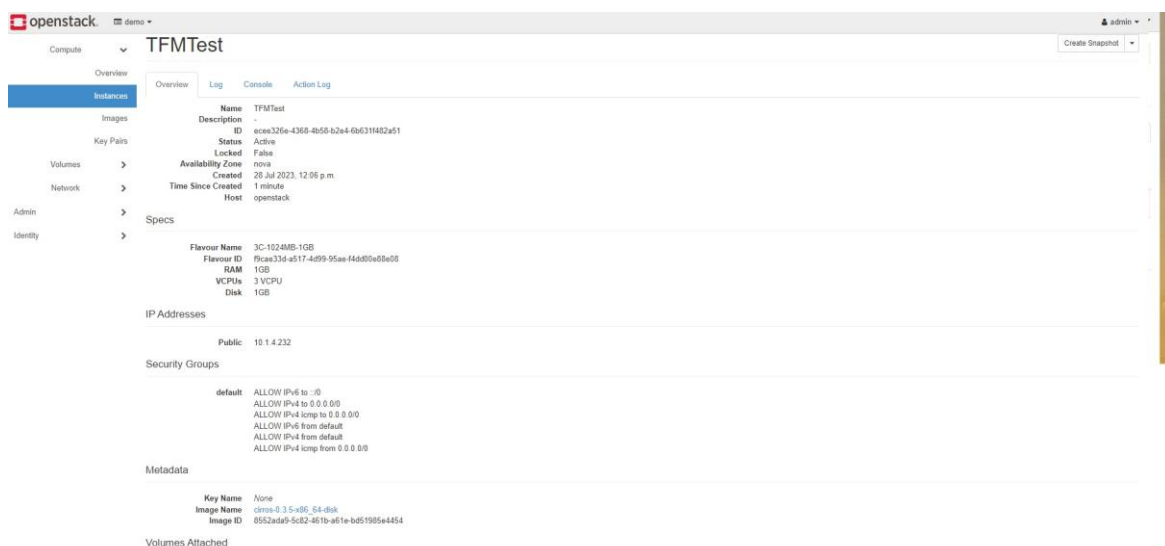 openstack. demo admin
TFMTest
Create Snapshot
Compute
Overview
Instances
Images
Key Pairs
Volumes
Network
Admin
Identity
Overview Log Console Action Log
Name TFMTest
Description -
ID ecee326e-4368-4b58-b2e4-6b631f482a51
Status Active
Locked False
Availability Zone nova
Created 28 Jul 2023, 12:06 p.m.
Time Since Created 1 minute
Host openstack
Specs
Flavour Name 3C-1024MB-1GB
Flavour ID f9cae33d-a517-4d99-95ae-f4dd00e88e08
RAM 1GB
VCPUs 3 VCPU
Disk 1GB
IP Addresses
Public 10.1.4.232
Security Groups
default ALLOW IPv6 to ::/0
ALLOW IPv4 to 0.0.0.0/0
ALLOW IPv4 icmp to 0.0.0.0/0
ALLOW IPv6 from default
ALLOW IPv4 from default
ALLOW IPv4 icmp from 0.0.0.0/0
Metadata
Key Name None
Image Name cirros-0.3.5-x86_64-disk
Image ID 8552ada9-5c82-461b-a61e-bd51985e4454
Volumes Attached